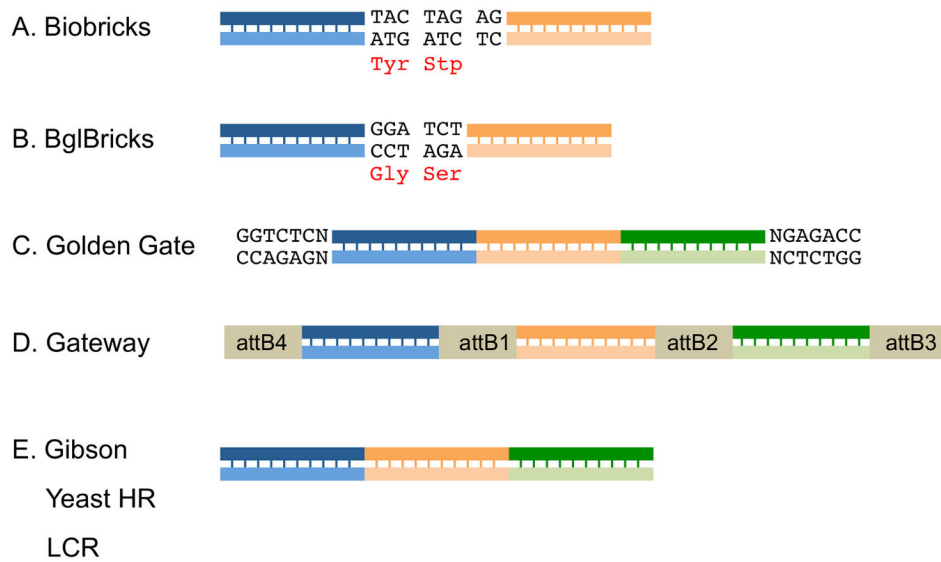 A. Biobricks
TAC TAG AG
ATG ATC TC
Tyr Stp
B. BglBricks
GGA TCT
CCT AGA
Gly Ser
C. Golden Gate
GGTCTCN NGAGACC
CCAGAGN NCTCTGG
D. Gateway
attB4 attB1 attB2 attB3
E. Gibson
Yeast HR
LCR